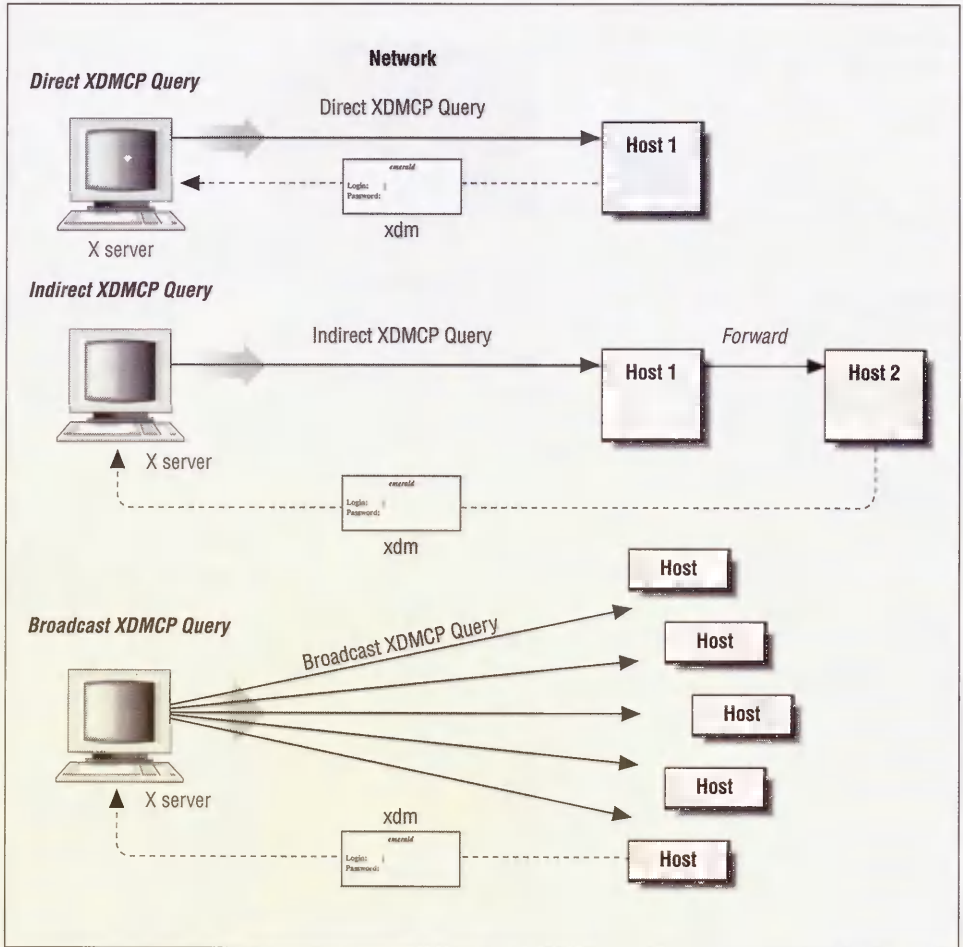 Network
Direct XDMCP Query
Direct XDMCP Query
Host 1
emerald
Login:
Password:
xdm
X server
Indirect XDMCP Query
Indirect XDMCP Query
Forward
Host 1
Host 2
X server
emerald
Login:
Password:
xdm
Host
Broadcast XDMCP Query
Broadcast XDMCP Query
Host
Host
Host
X server
xdm
emerald
Login:
Password:
Host